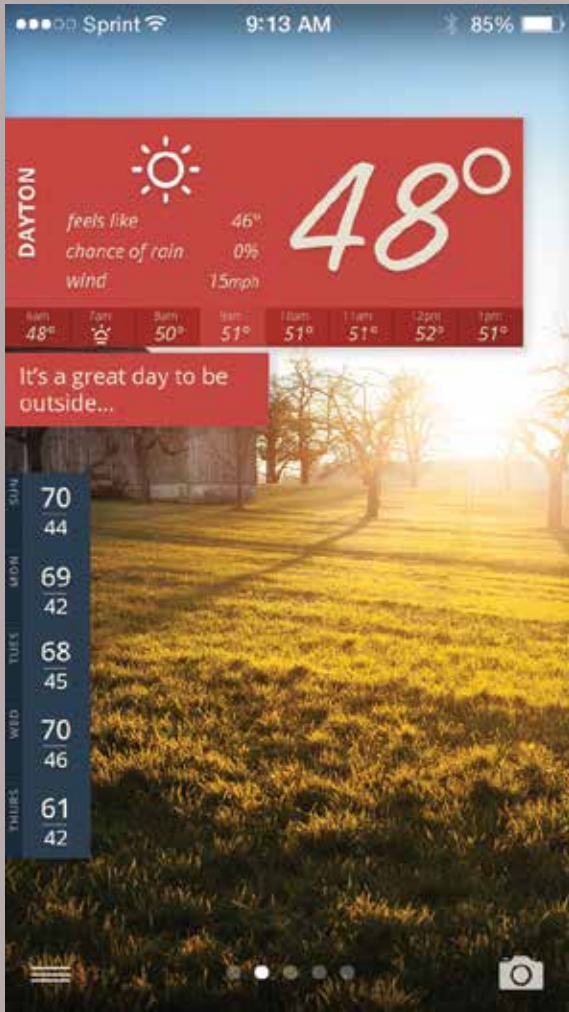 Sprint 9:13 AM 85%
DAYTON
48°
feels like 46°
chance of rain 0%
wind 15mph
6am 7am 8am 9am 10am 11am 12pm 1pm
48° 50° 51° 51° 51° 52° 51°
It's a great day to be
outside...
SUN 70
44
MON 69
42
TUES 68
45
WED 70
46
THURS 61
42